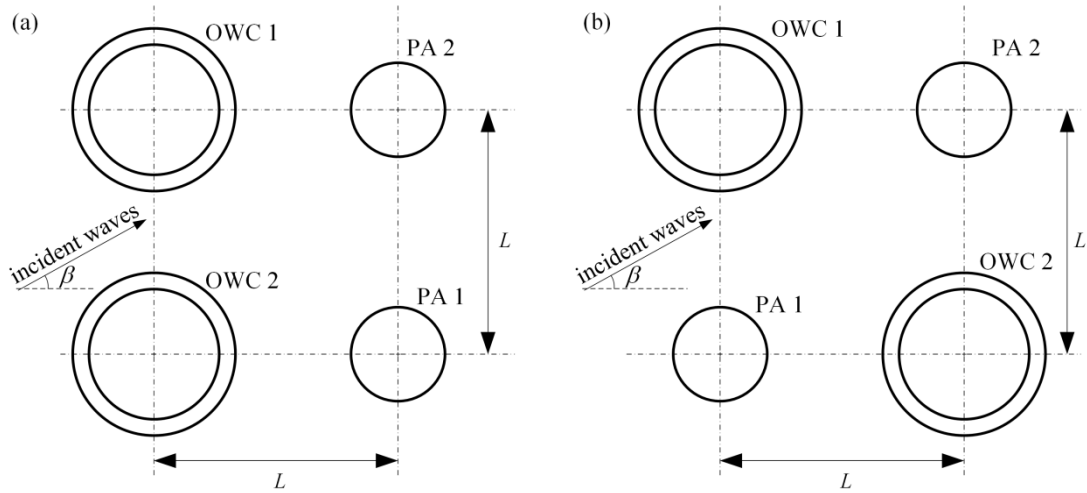 (a)
OWC 1
PA 2
incident waves
β
L
OWC 2
PA 1
L
(b)
OWC 1
PA 2
incident waves
β
L
OWC 2
PA 1
L